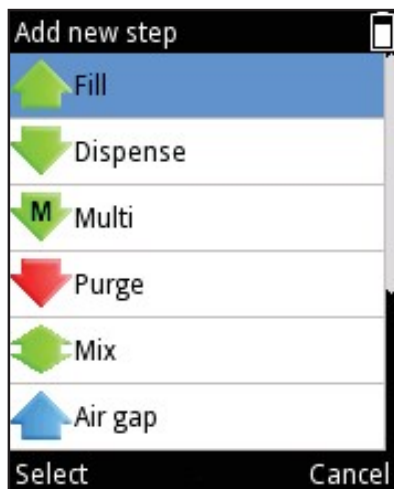 Add new step
Fill
Dispense
M Multi
Purge
Mix
Air gap
Select Cancel